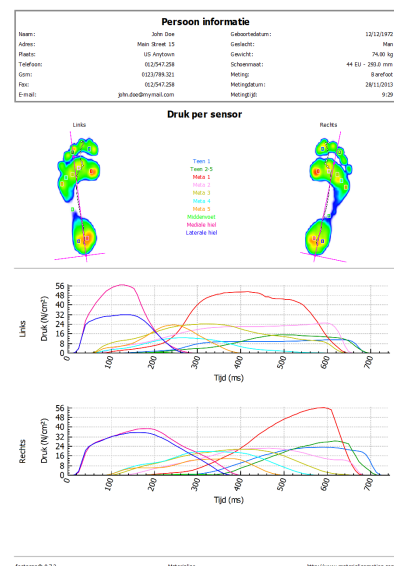 Persoon informatie
Naam: John Doe Geboortedatum: 12/12/1972
Adres: Main Street 15 Geslacht: Man
Plaats: US Anytown Gewicht: 74.00 kg
Telefoon: 012/547.258 Schoenmaat: 44 EU - 293.0 mm
Gsm: 0123/789.321 Meting: Barefoot
Fax: 012/547.258 Metingdatum: 28/11/2013
E-mail: john.doe@mymail.com Metingtijd: 9:29
Druk per sensor
Links Rechts
Teen 1
Teen 2-5
Meta 1
Meta 2
Meta 3
Meta 4
Meta 5
Middenvoet
Mediale hiel
Laterale hiel
Links
Druk (N/cm²)
56
48
40
32
24
16
8
0
0 100 200 300 400 500 600 700
Tijd (ms)
Rechts
Druk (N/cm²)
56
48
40
32
24
16
8
0
0 100 200 300 400 500 600 700
Tijd (ms)